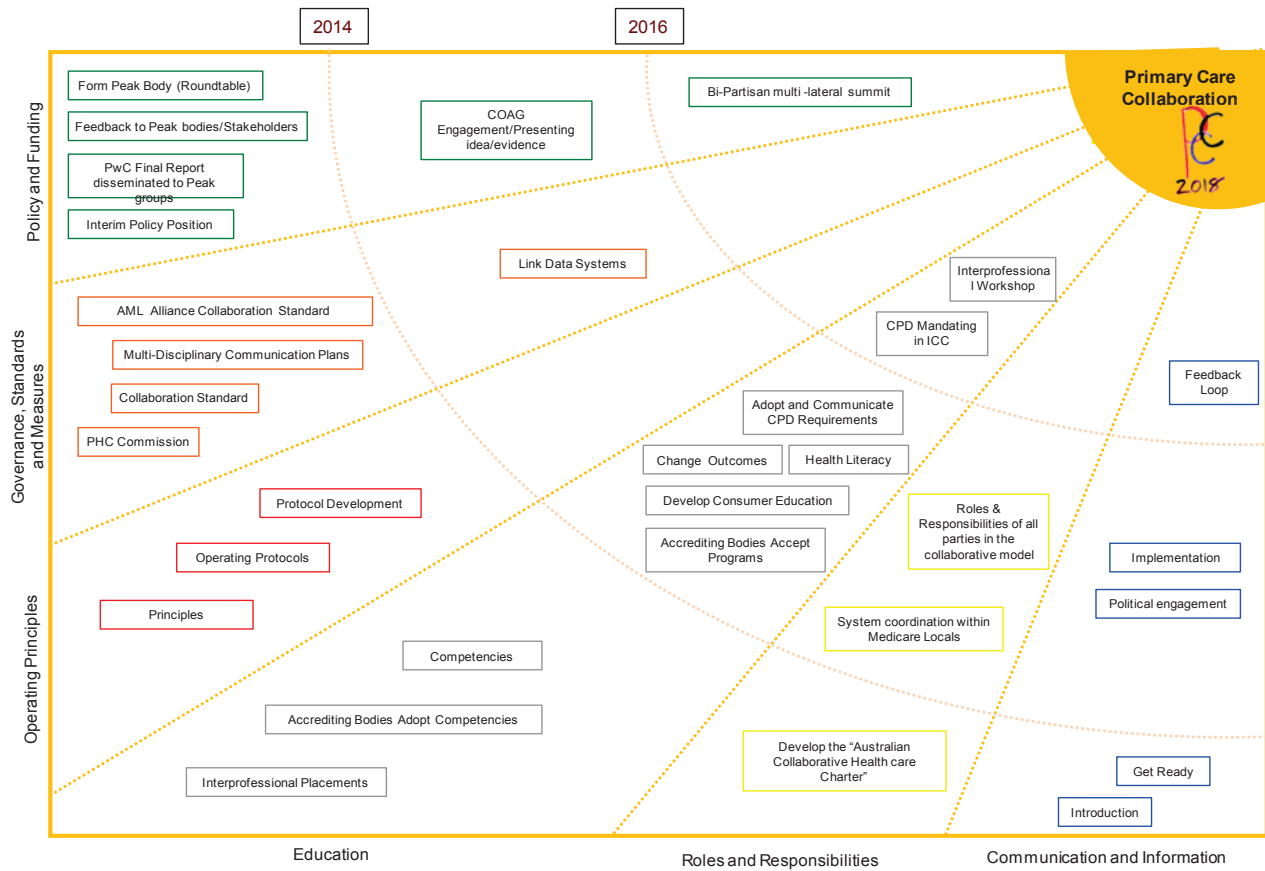 2014
2016
Primary Care
Collaboration
PCC
2018
Policy and Funding
Form Peak Body (Roundtable)
Feedback to Peak bodies/Stakeholders
PwC Final Report
disseminated to Peak
groups
Interim Policy Position
COAG
Engagement/Presenting
idea/evidence
Bi-Partisan multi -lateral summit
Governance, Standards
and Measures
Link Data Systems
AML Alliance Collaboration Standard
Multi-Disciplinary Communication Plans
Collaboration Standard
PHC Commission
Operating Principles
Protocol Development
Operating Protocols
Principles
Interprofessiona
l Workshop
CPD Mandating
in ICC
Adopt and Communicate
CPD Requirements
Change Outcomes
Health Literacy
Develop Consumer Education
Accrediting Bodies Accept
Programs
Competencies
Accrediting Bodies Adopt Competencies
Interprofessional Placements
Education
Roles &
Responsibilities of all
parties in the
collaborative model
System coordination within
Medicare Locals
Develop the "Australian
Collaborative Health care
Charter"
Roles and Responsibilities
Feedback
Loop
Implementation
Political engagement
Get Ready
Introduction
Communication and Information